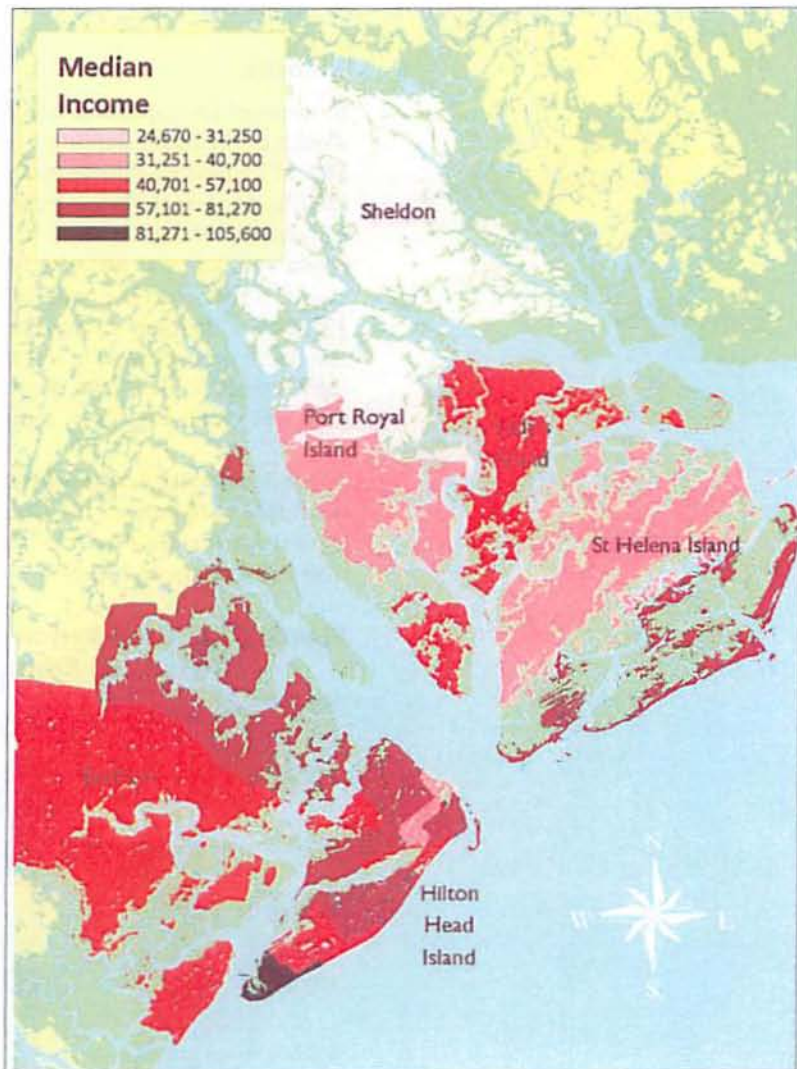 Median
Income
24,670 - 31,250
31,251 - 40,700
40,701 - 57,100
57,101 - 81,270
81,271 - 105,600
Sheldon
Port Royal
Island
St Helena Island
Hilton
Head
Island
N
W
S